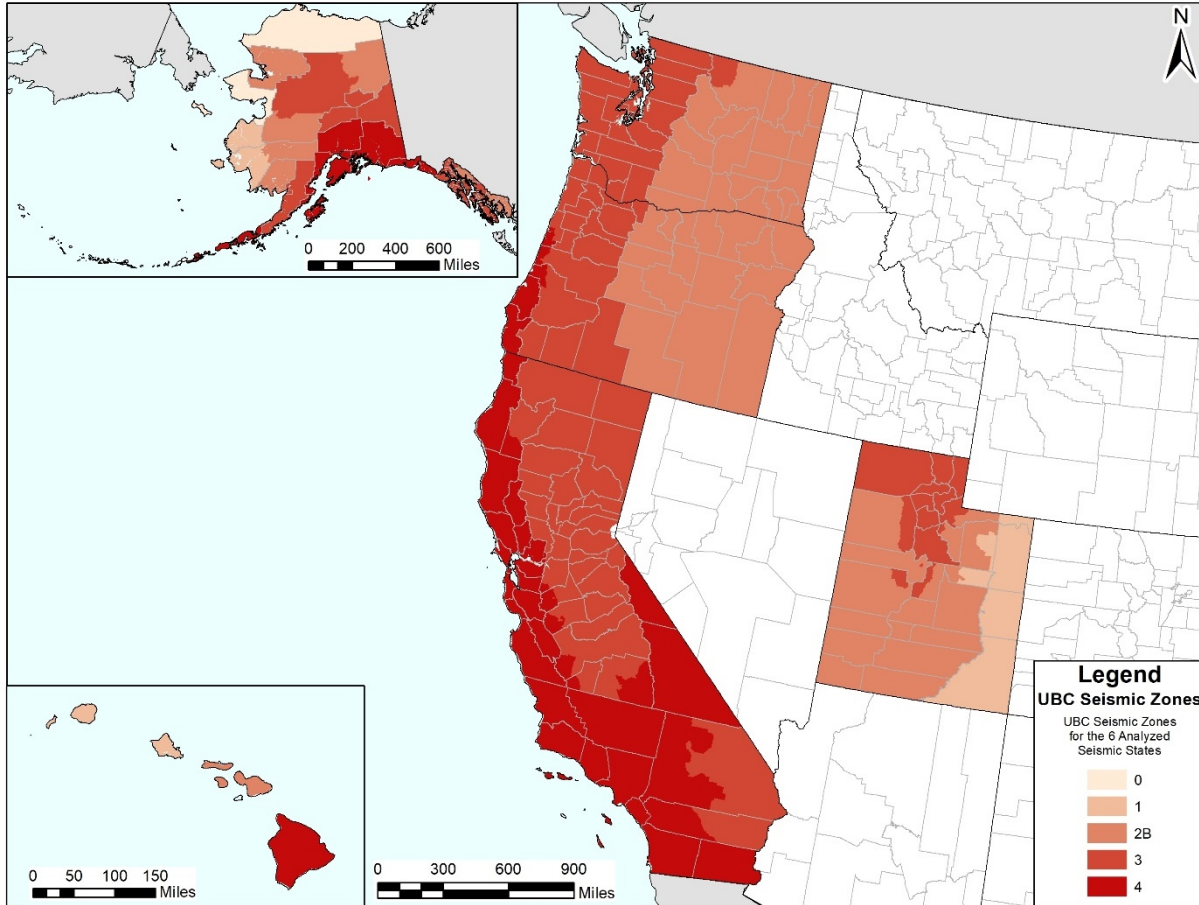 N
0 200 400 600
Miles
0 50 100 150
Miles
0 300 600 900
Miles
Legend
UBC Seismic Zones
UBC Seismic Zones
for the 6 Analyzed
Seismic States
0
1
2B
3
4